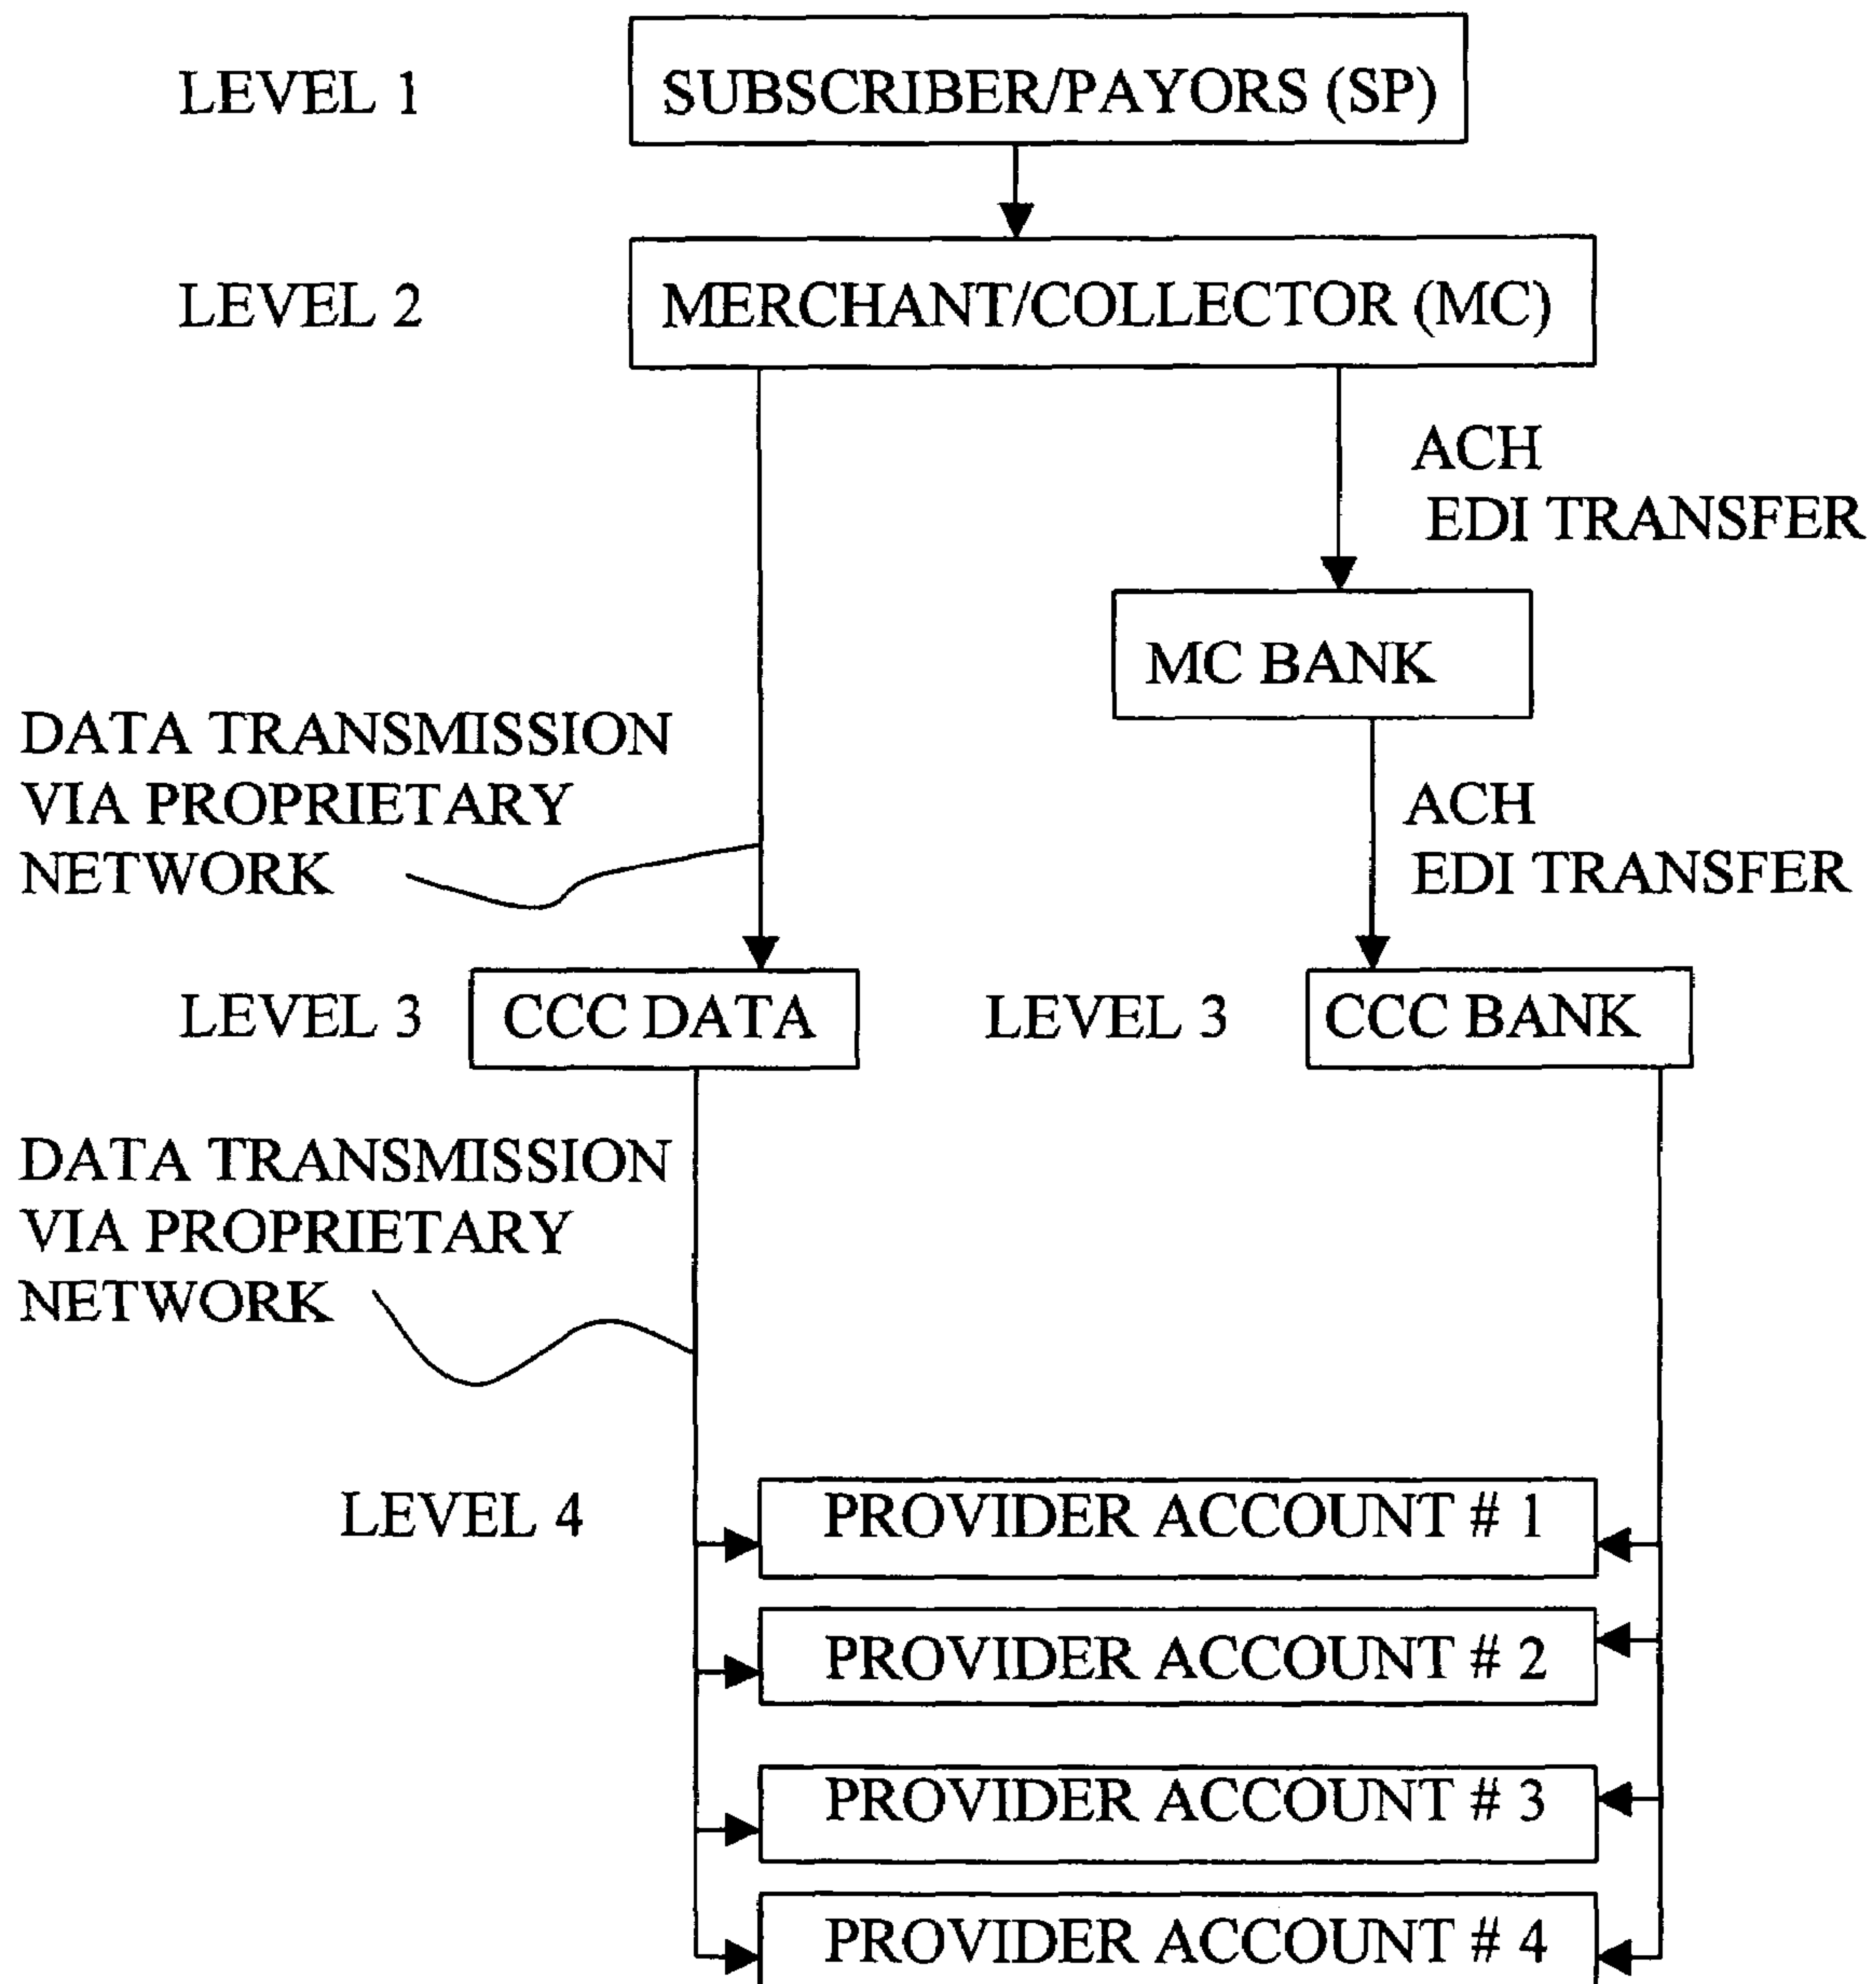 LEVEL 1
SUBSCRIBER/PAYORS (SP)
LEVEL 2
MERCHANT/COLLECTOR (MC)
ACH
EDI TRANSFER
MC BANK
DATA TRANSMISSION
VIA PROPRIETARY
NETWORK
ACH
EDI TRANSFER
LEVEL 3
CCC DATA
LEVEL 3
CCC BANK
DATA TRANSMISSION
VIA PROPRIETARY
NETWORK
LEVEL 4
PROVIDER ACCOUNT # 1
PROVIDER ACCOUNT # 2
PROVIDER ACCOUNT # 3
PROVIDER ACCOUNT # 4